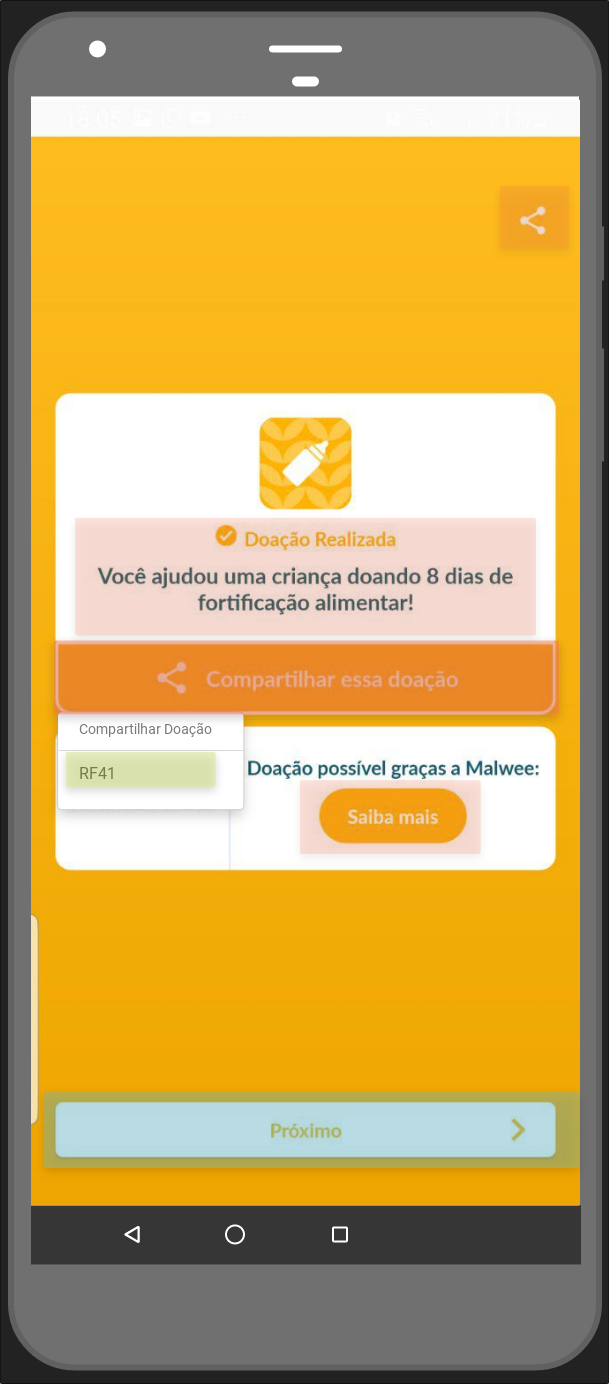 Doação Realizada
Você ajudou uma criança doando 8 dias de
fortificação alimentar!
Compartilhar essa doação
Compartilhar Doação
RF41
Doação possível graças a Malwee:
Saiba mais
Próximo